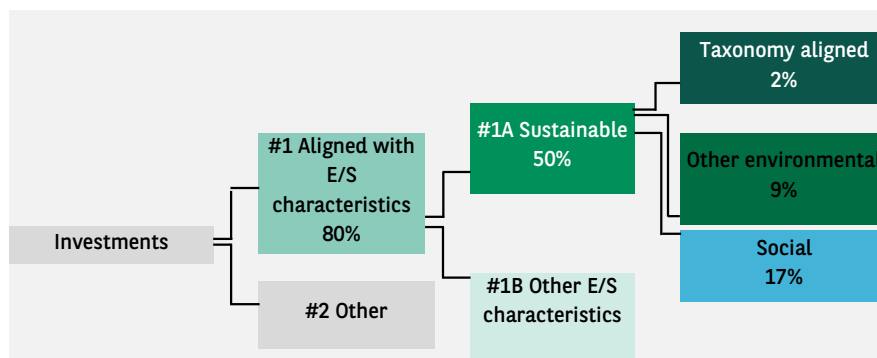 Investments
#1 Aligned with
E/S
characteristics
80%
#2 Other
#1A Sustainable
50%
#1B Other E/S
characteristics
Taxonomy aligned
2%
Other environmental
9%
Social
17%